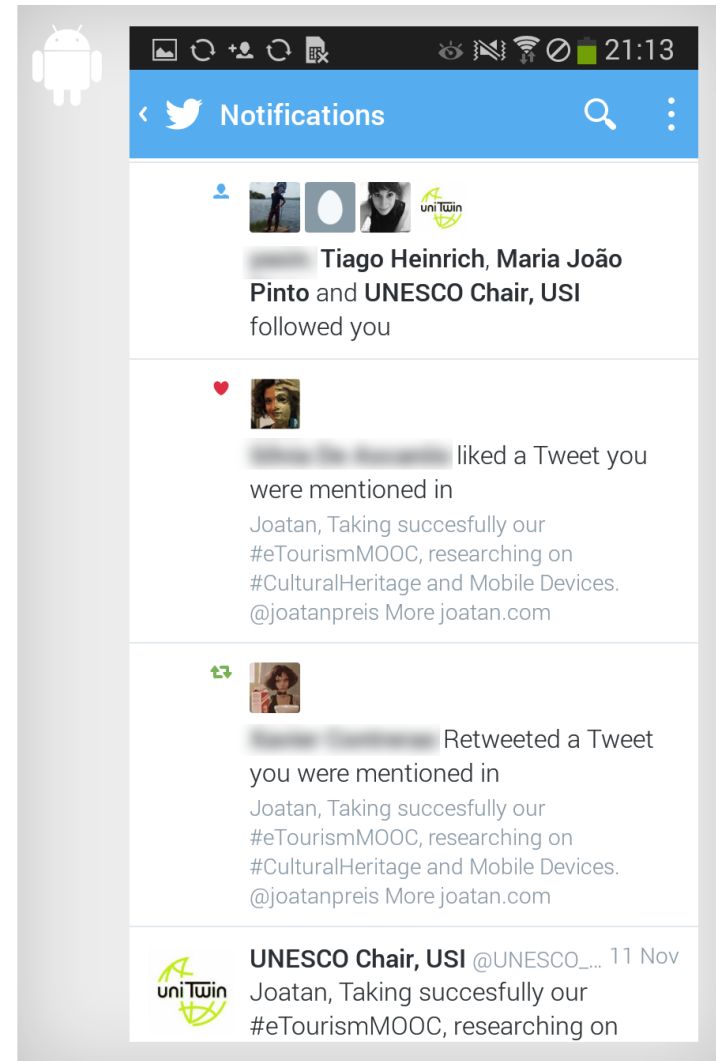 21:13
Notifications
uniTwin
Tiago Heinrich, Maria João
Pinto and UNESCO Chair, USI
followed you
liked a Tweet you
were mentioned in
Joatan, Taking succesfully our
#eTourismMOOC, researching on
#CulturalHeritage and Mobile Devices.
@joatanpreis More joatan.com
Retweeted a Tweet
you were mentioned in
Joatan, Taking succesfully our
#eTourismMOOC, researching on
#CulturalHeritage and Mobile Devices.
@joatanpreis More joatan.com
UNESCO Chair, USI @UNESCO_... 11 Nov
uniTwin
Joatan, Taking succesfully our
#eTourismMOOC, researching on